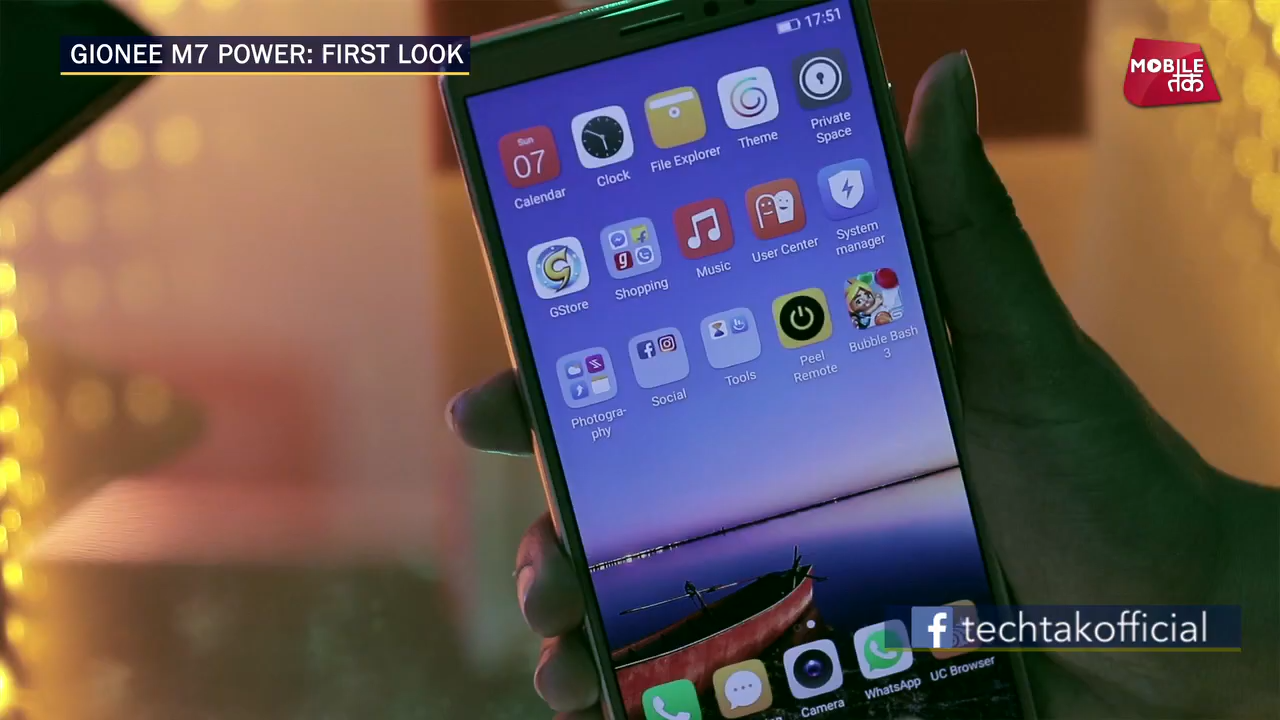 GIONEE M7 POWER: FIRST LOOK
MOBILE
तक
17:51
Sun
07
Calendar
Clock
File Explorer
Theme
Private
Space
GStore
Shopping
Music
User Center
System
manager
Photogra-
phy
Social
Tools
Peel
Remote
Bubble Bash
3
Camera
WhatsApp
UC Browser
f techtakofficial